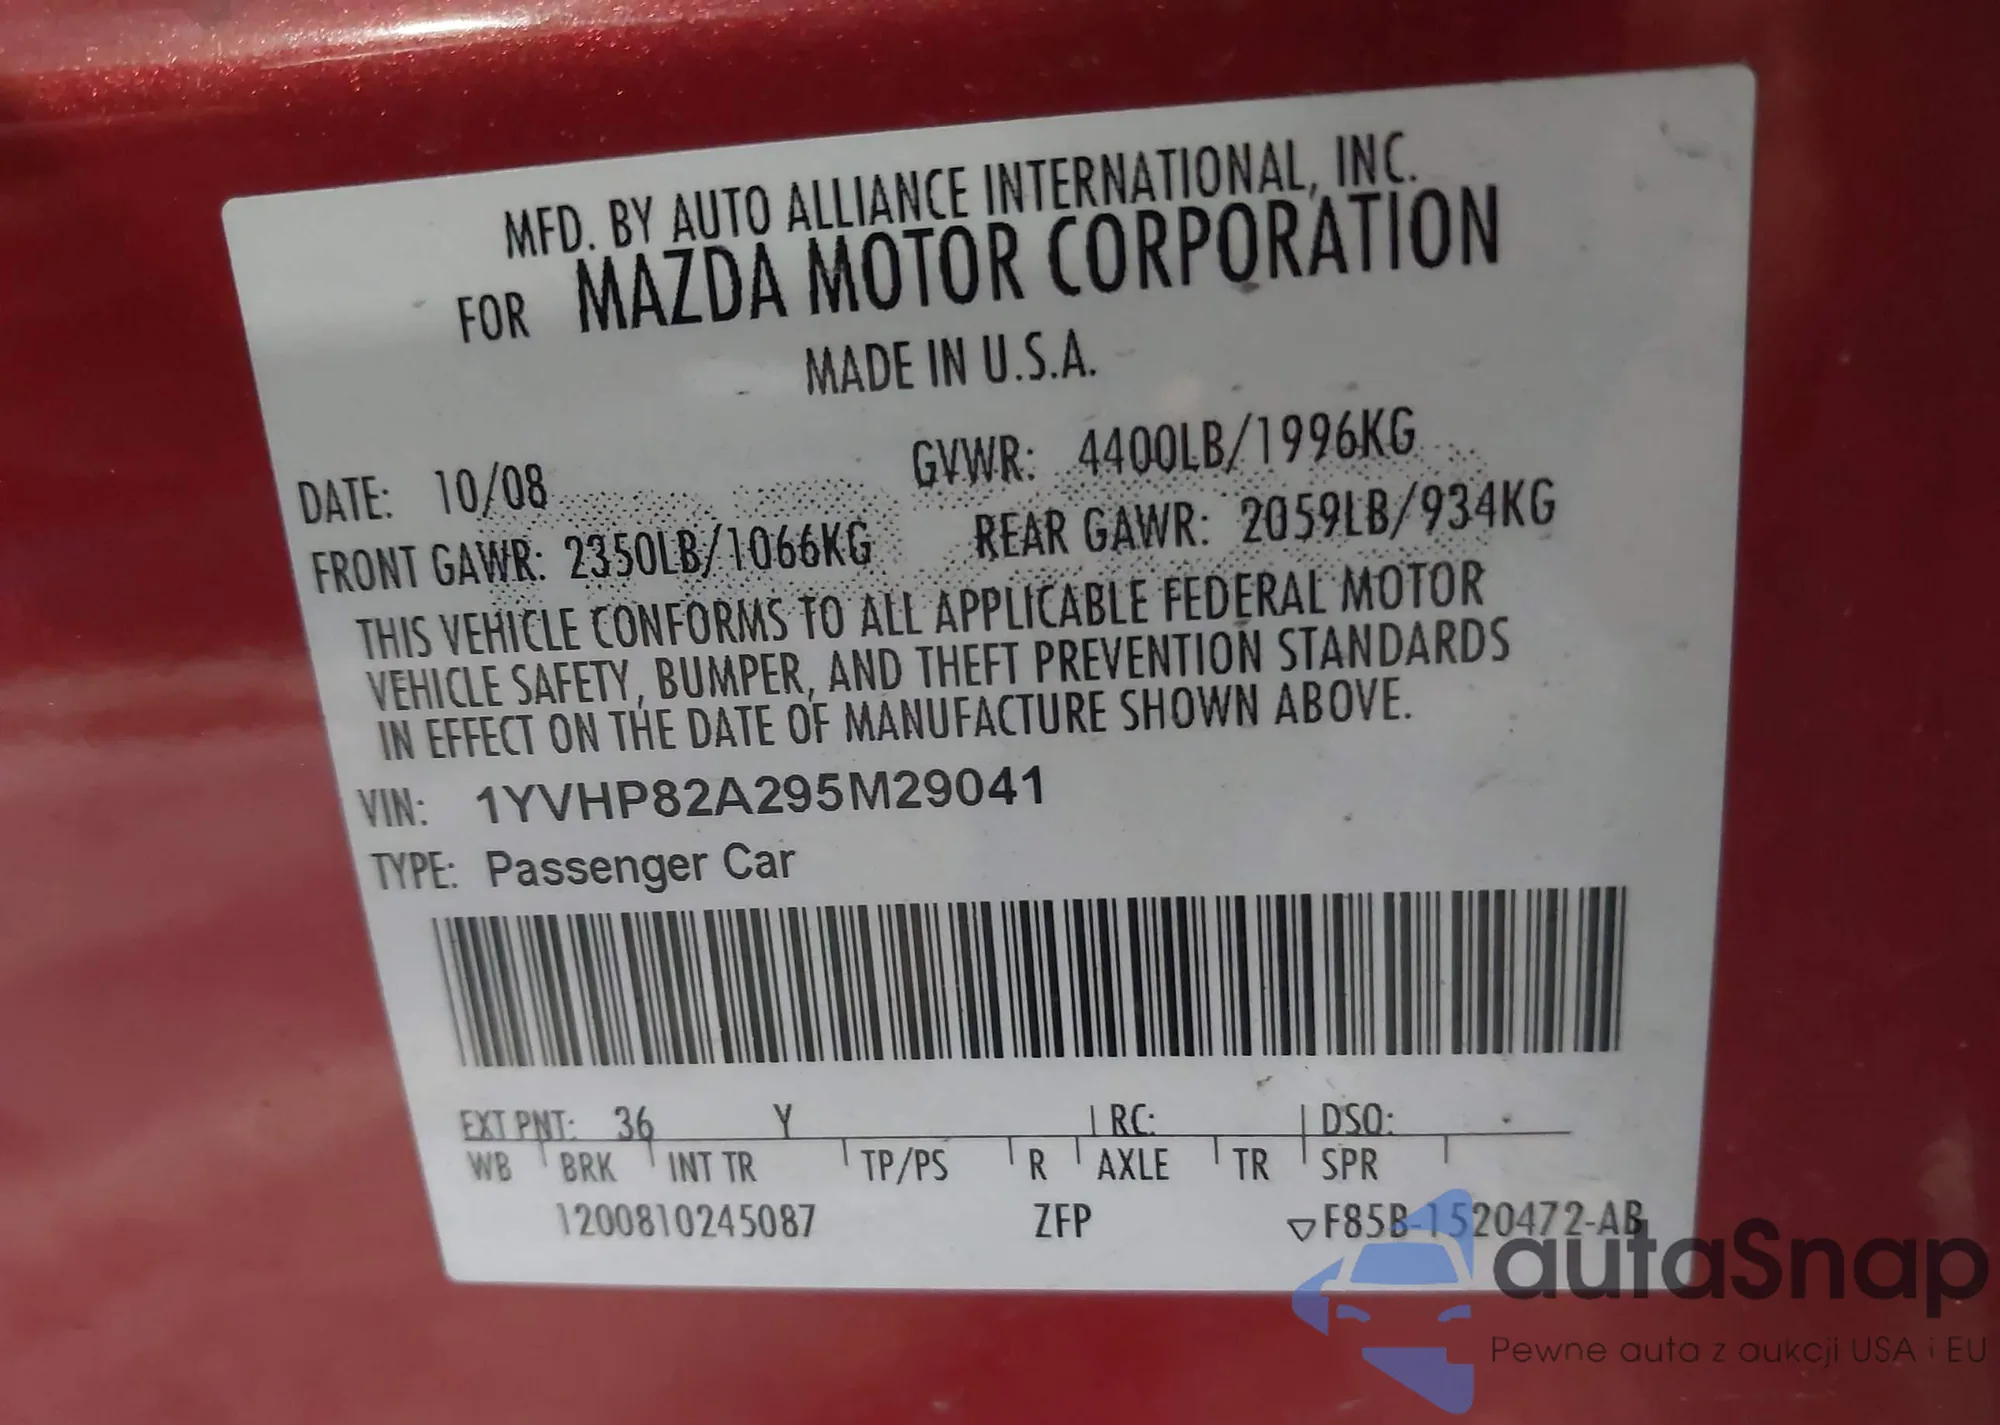 MFD. BY AUTO ALLIANCE INTERNATIONAL, INC.
FOR MAZDA MOTOR CORPORATION
MADE IN U.S.A.
DATE: 10/08 GVWR: 4400LB/1996KG
FRONT GAWR: 2350LB/1066KG REAR GAWR: 2059LB/934KG
THIS VEHICLE CONFORMS TO ALL APPLICABLE FEDERAL MOTOR
VEHICLE SAFETY, BUMPER, AND THEFT PREVENTION STANDARDS
IN EFFECT ON THE DATE OF MANUFACTURE SHOWN ABOVE.
VIN: 1YVHP82A295M29041
TYPE: Passenger Car
EXT PNT: 36 Y RC: DSO:
WB BRK INT TR TP/PS R AXLE TR SPR
1200810245087 ZFP ▽F85B-1520472-AB
autaSnap
Pewne auta z aukcji USA i EU